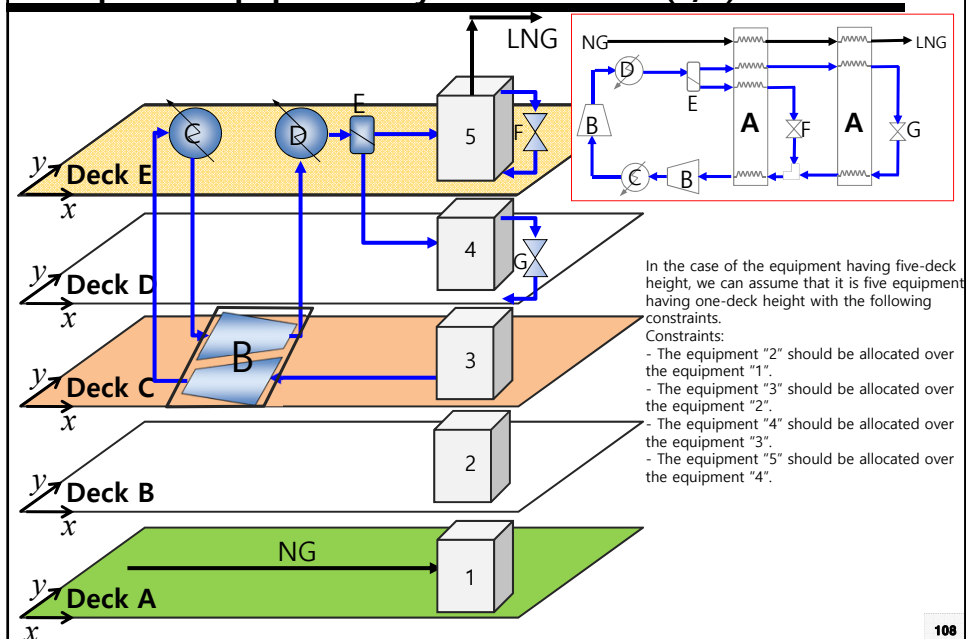 LNG
NG
LNG
D
E
B
A
F
A
G
C
B
E
C
D
5
F
y
Deck E
x
4
G
y
Deck D
x
In the case of the equipment having five-deck
height, we can assume that it is five equipment
having one-deck height with the following
constraints.
Constraints:
- The equipment “2” should be allocated over
the equipment “1”.
- The equipment “3” should be allocated over
the equipment “2”.
- The equipment “4” should be allocated over
the equipment “3”.
- The equipment “5” should be allocated over
the equipment “4”.
B
3
y
Deck C
x
2
y
Deck B
x
NG
1
y
Deck A
x
108